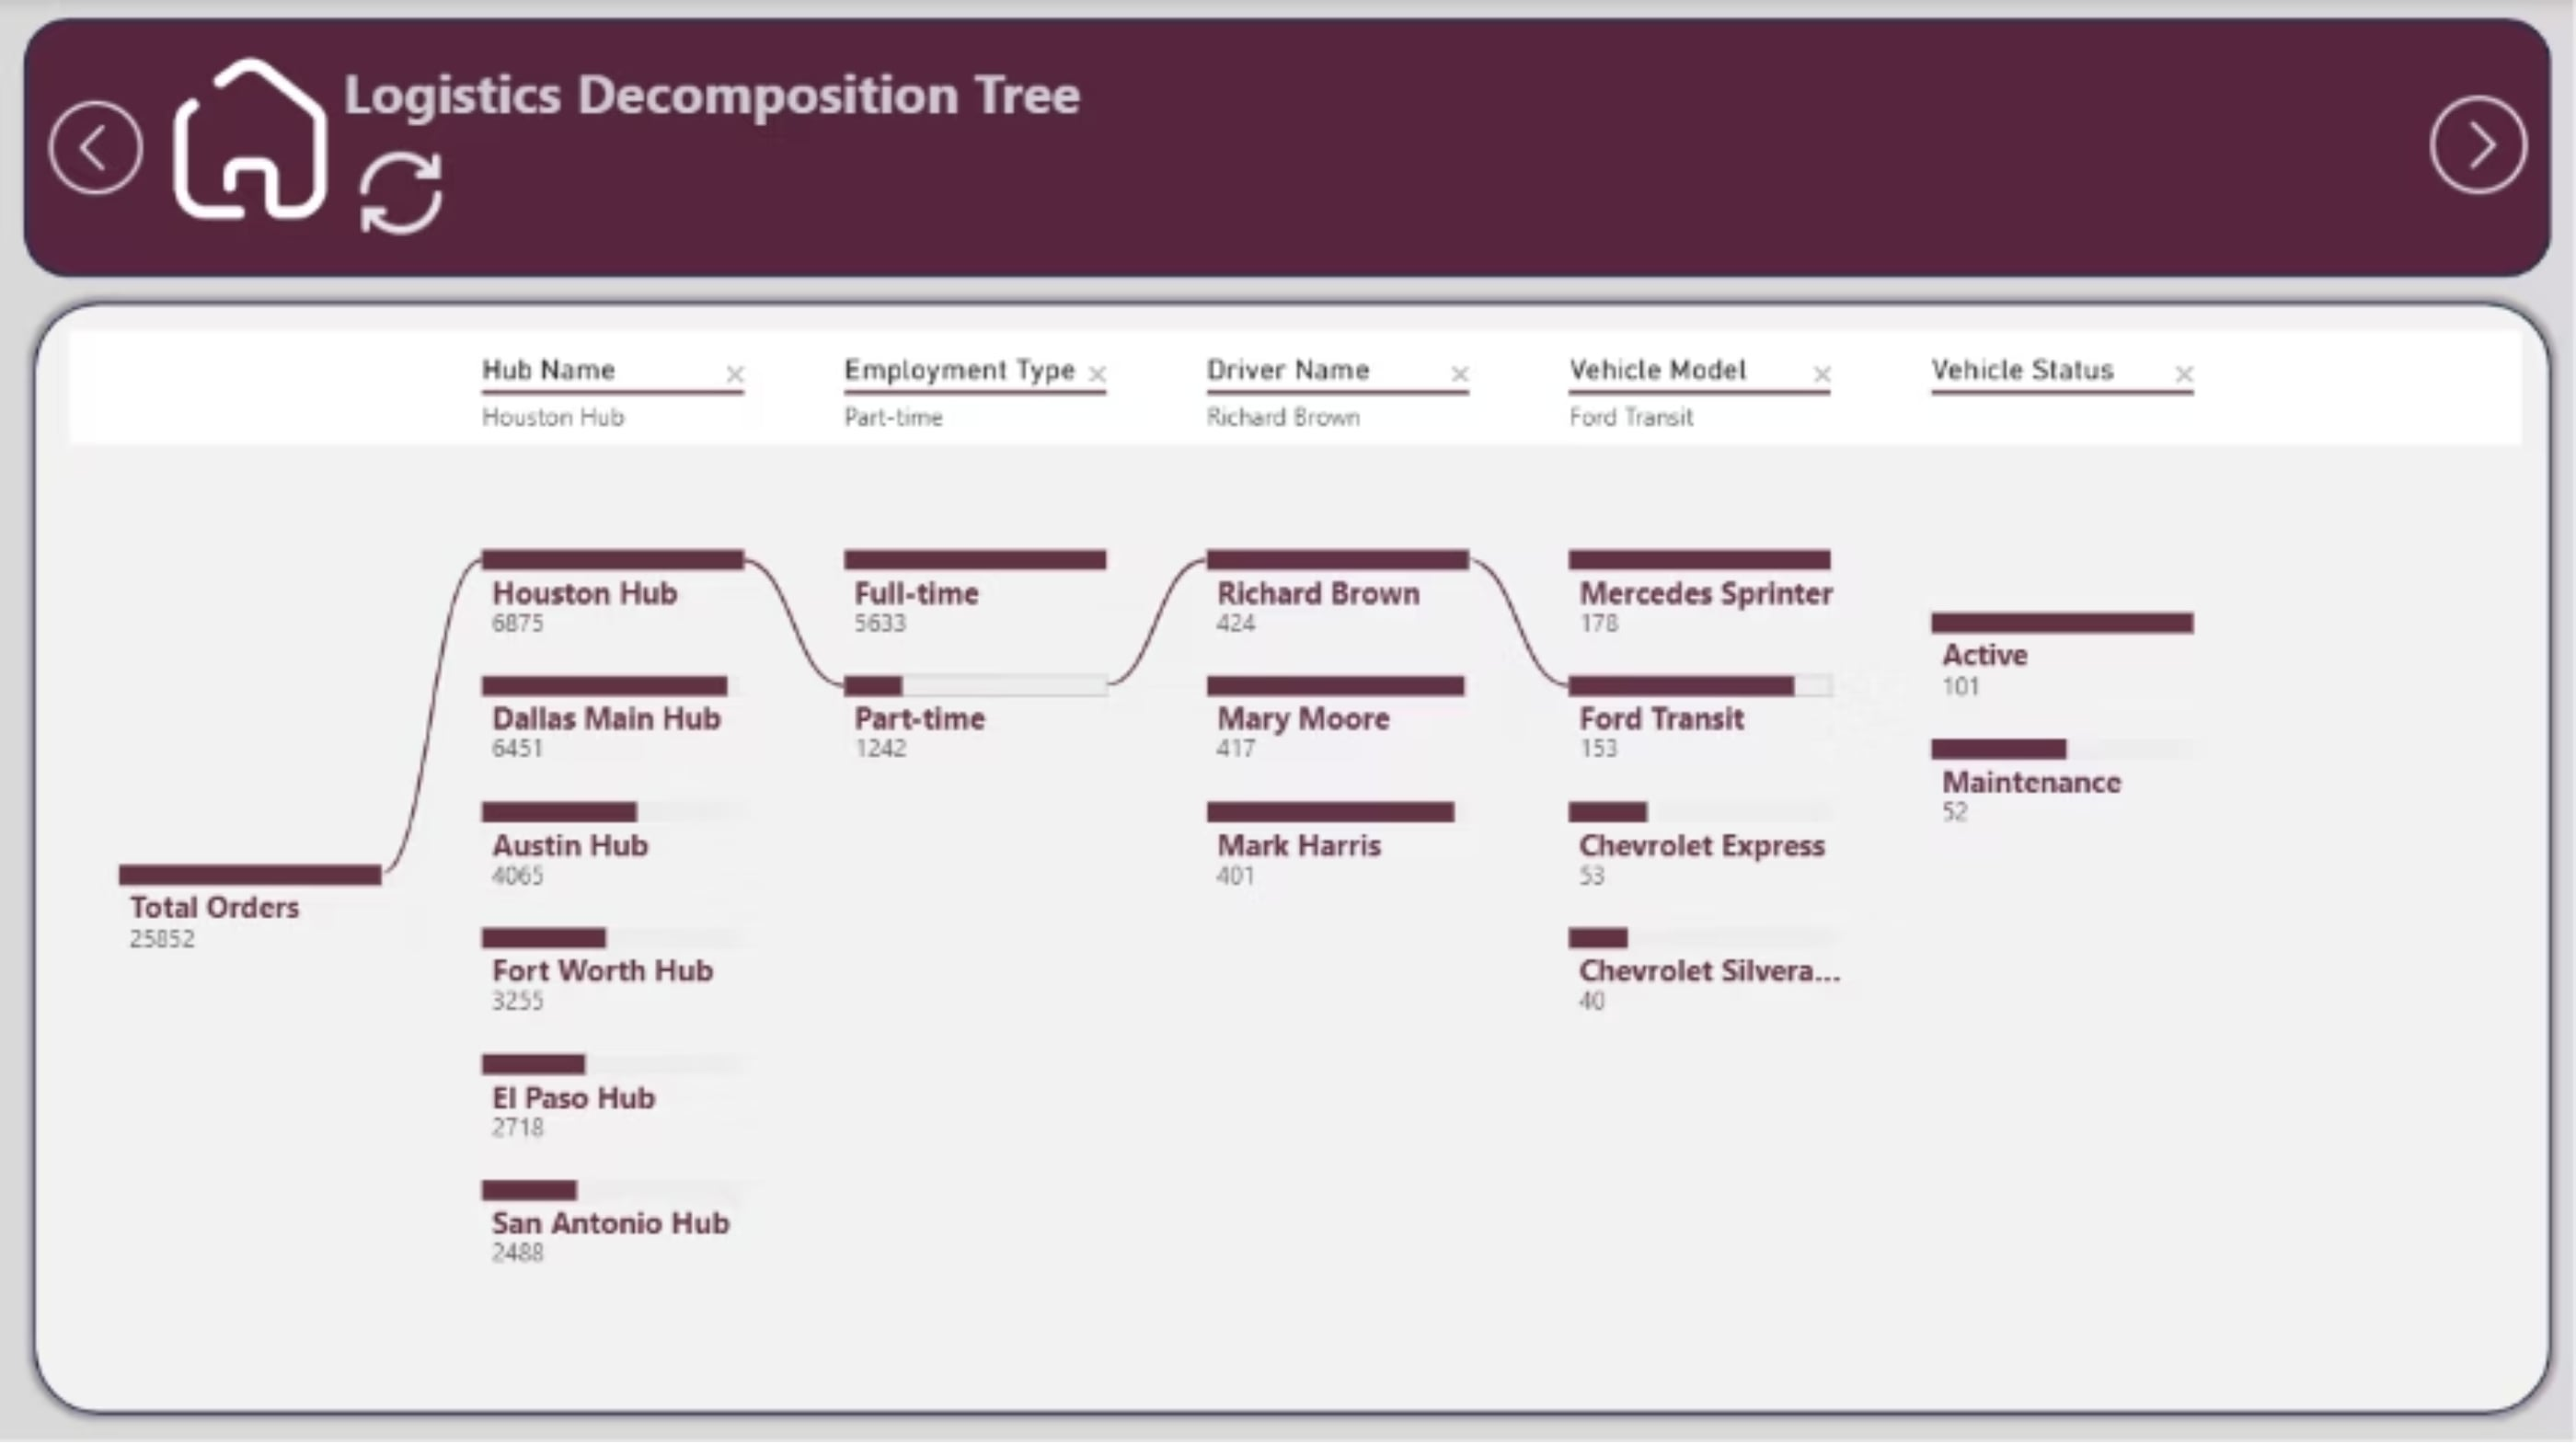 Logistics Decomposition Tree
Hub Name
Houston Hub
Employment Type
Part-time
Driver Name
Richard Brown
Vehicle Model
Ford Transit
Vehicle Status
Total Orders
25852
Houston Hub
6875
Dallas Main Hub
6451
Austin Hub
4065
Fort Worth Hub
3255
El Paso Hub
2718
San Antonio Hub
2488
Full-time
5633
Part-time
1242
Richard Brown
424
Mary Moore
417
Mark Harris
401
Mercedes Sprinter
178
Ford Transit
153
Chevrolet Express
53
Chevrolet Silvera...
40
Active
101
Maintenance
52